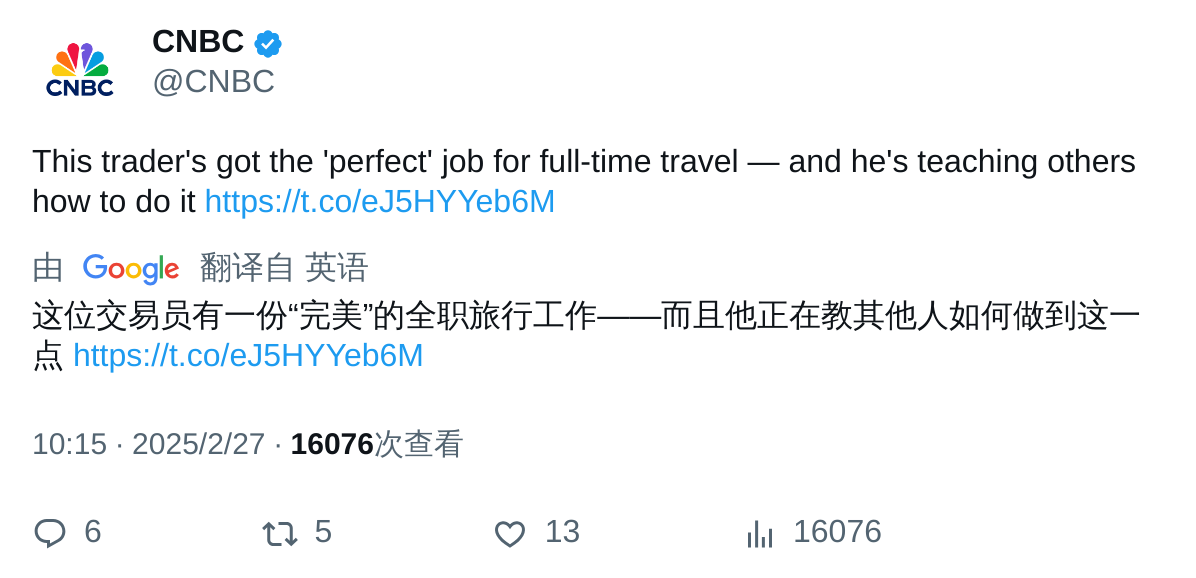 CNBC
CNBC
@CNBC
This trader's got the 'perfect' job for full-time travel — and he's teaching others
how to do it https://t.co/eJ5HYYeb6M
由 Google 翻译自 英语
这位交易员有一份“完美”的全职旅行工作——而且他正在教其他人如何做到这一
点 https://t.co/eJ5HYYeb6M
10:15 · 2025/2/27 · 16076次查看
6 5 13 16076